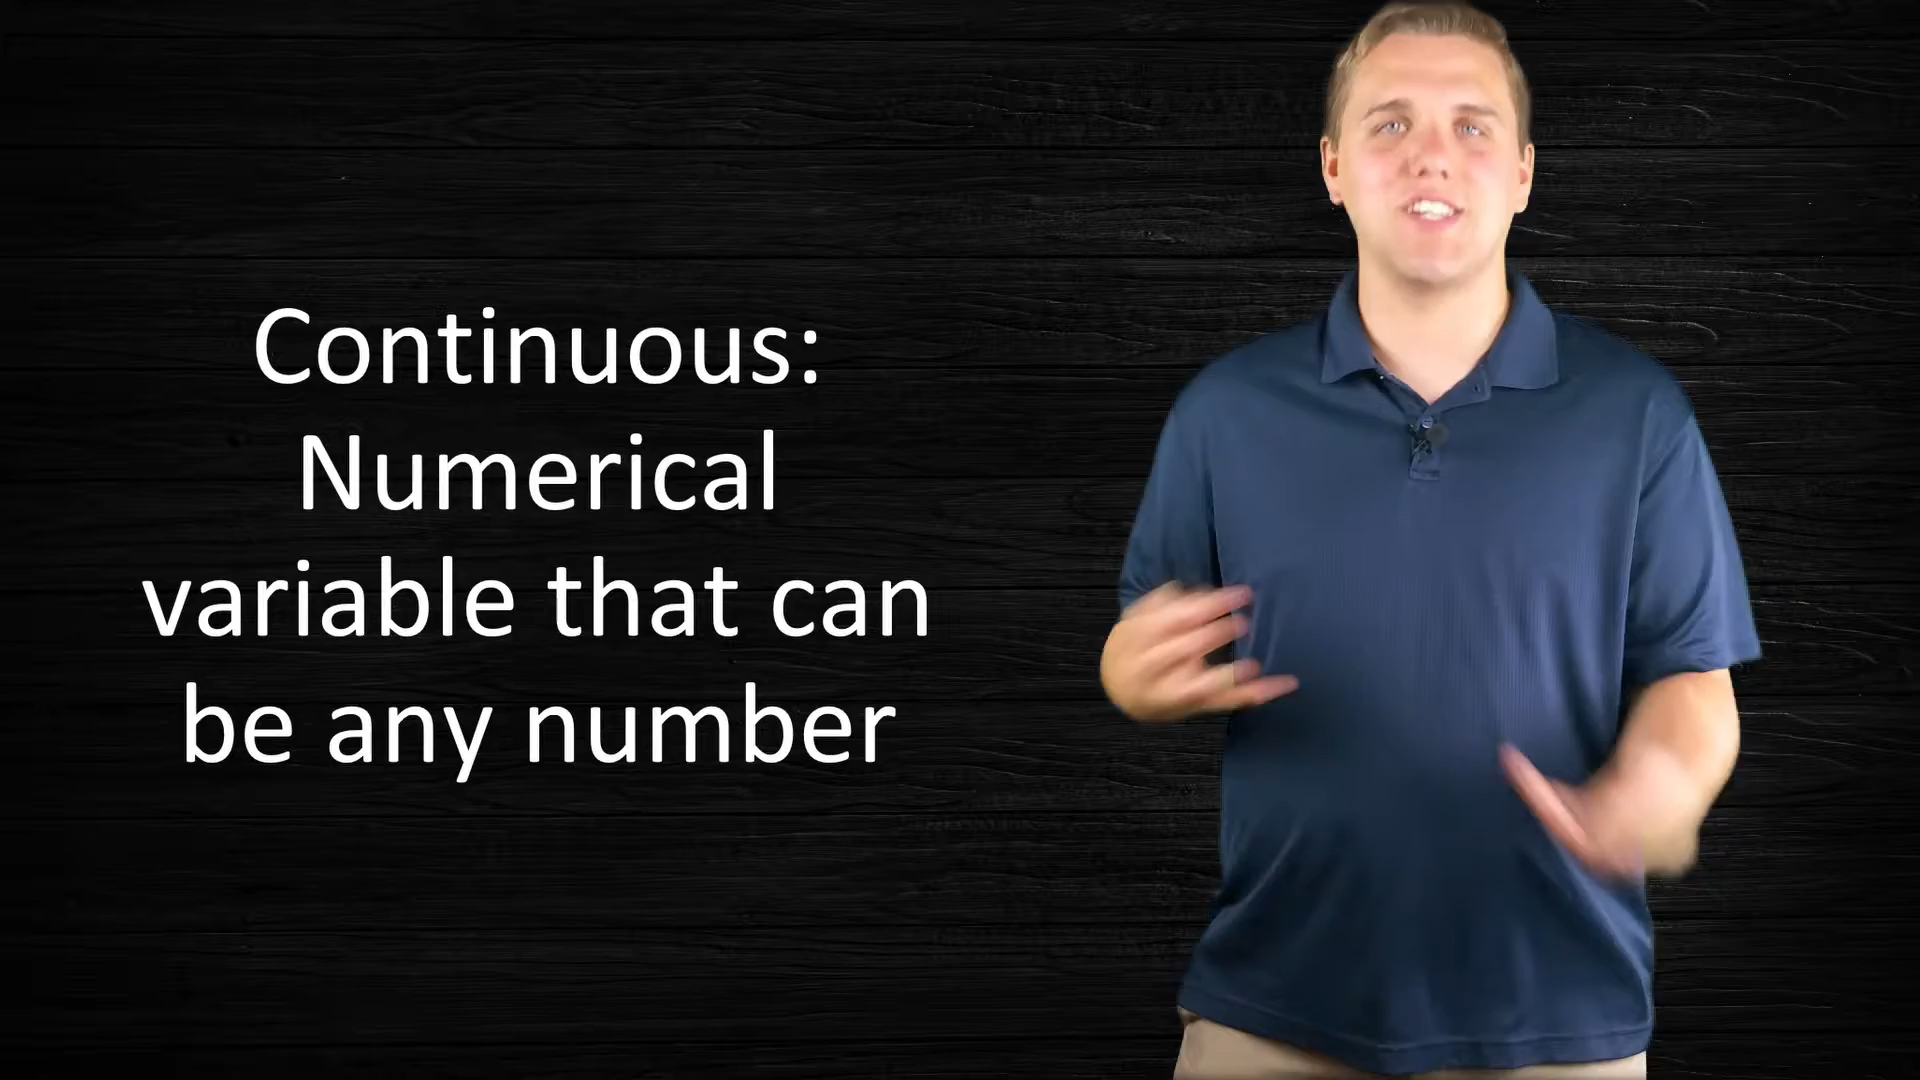 Continuous:
Numerical
variable that can
be any number